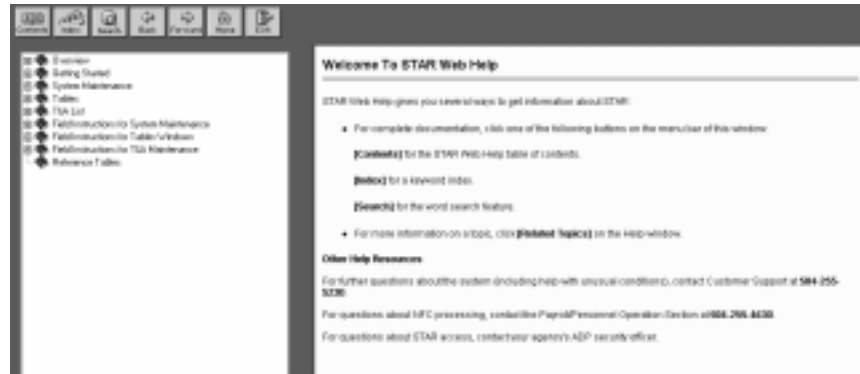 Contents Index Search Back Forward Home Exit
Overview
Getting Started
System Maintenance
Tables
TSA List
Field Instructions for System Maintenance
Field Instructions for Tables Windows
Field Instructions for TSA Maintenance
Reference Tables
Welcome To STAR Web Help
STAR Web Help gives you several ways to get information about STAR:
• For complete documentation, click one of the following buttons on the menu bar of this window:
[Contents] for the STAR Web Help table of contents.
[Index] for a keyword index.
[Search] for the word search feature.
• For more information on a topic, click [Related Topics] on the Help window.
Other Help Resources
For further questions about the system (including help with unusual conditions), contact Customer Support at 504-255-
5230.
For questions about NFC processing, contact the Payroll/Personnel Operation Section at 504-255-4630.
For questions about STAR access, contact your agency's ADP security officer.